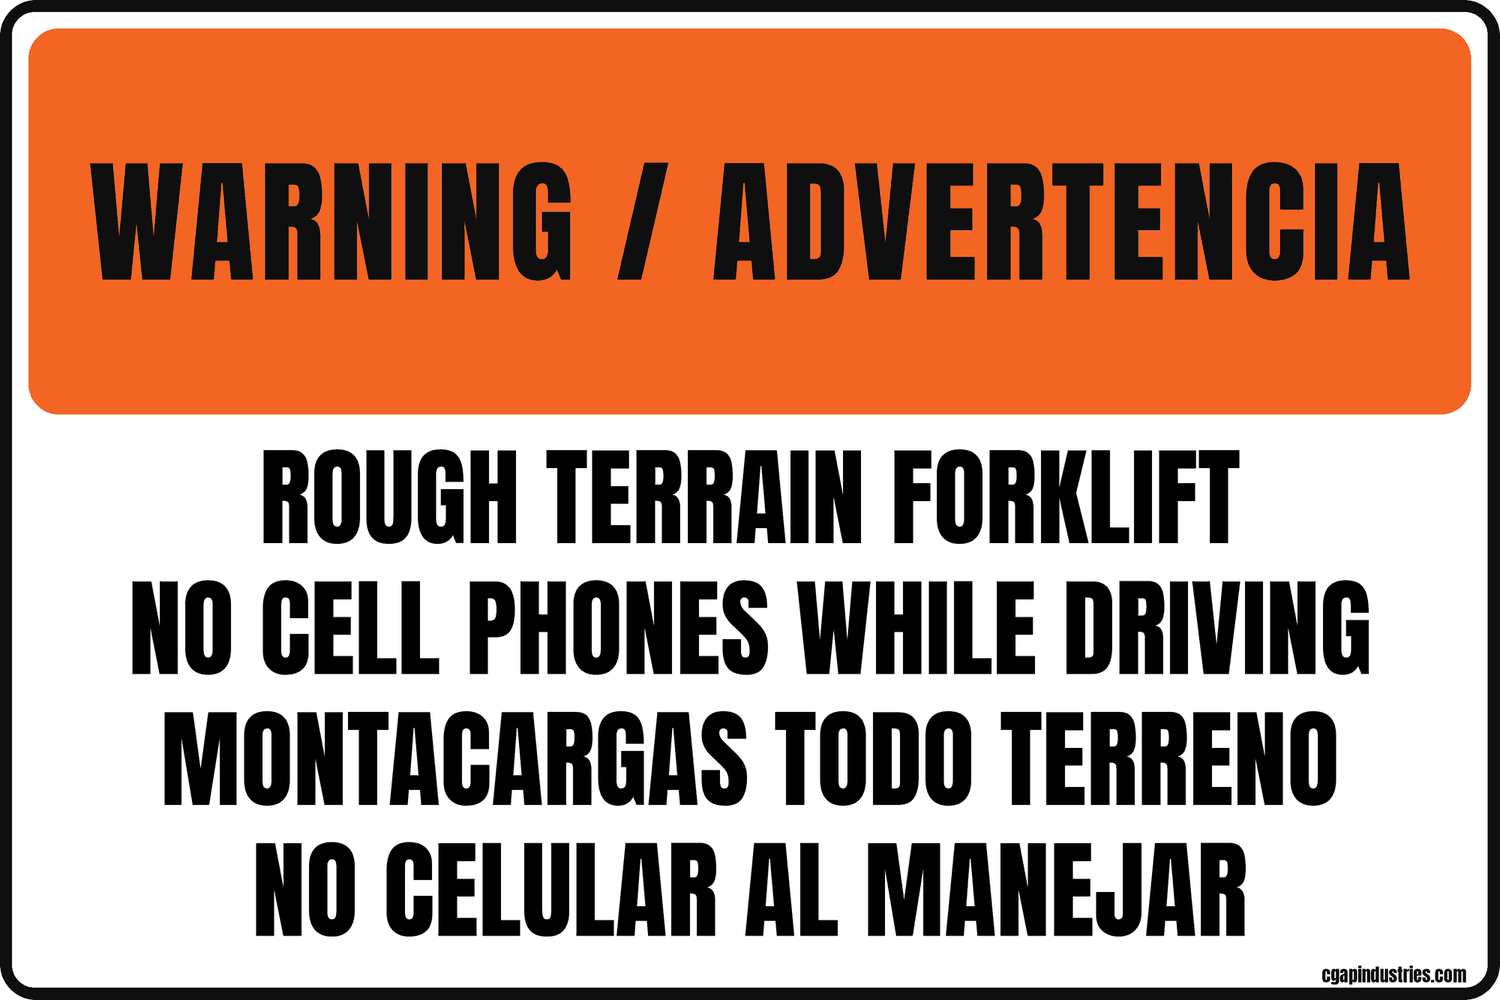 WARNING / ADVERTENCIA
ROUGH TERRAIN FORKLIFT
NO CELL PHONES WHILE DRIVING
MONTACARGAS TODO TERRENO
NO CELULAR AL MANEJAR
cgapindustries.com